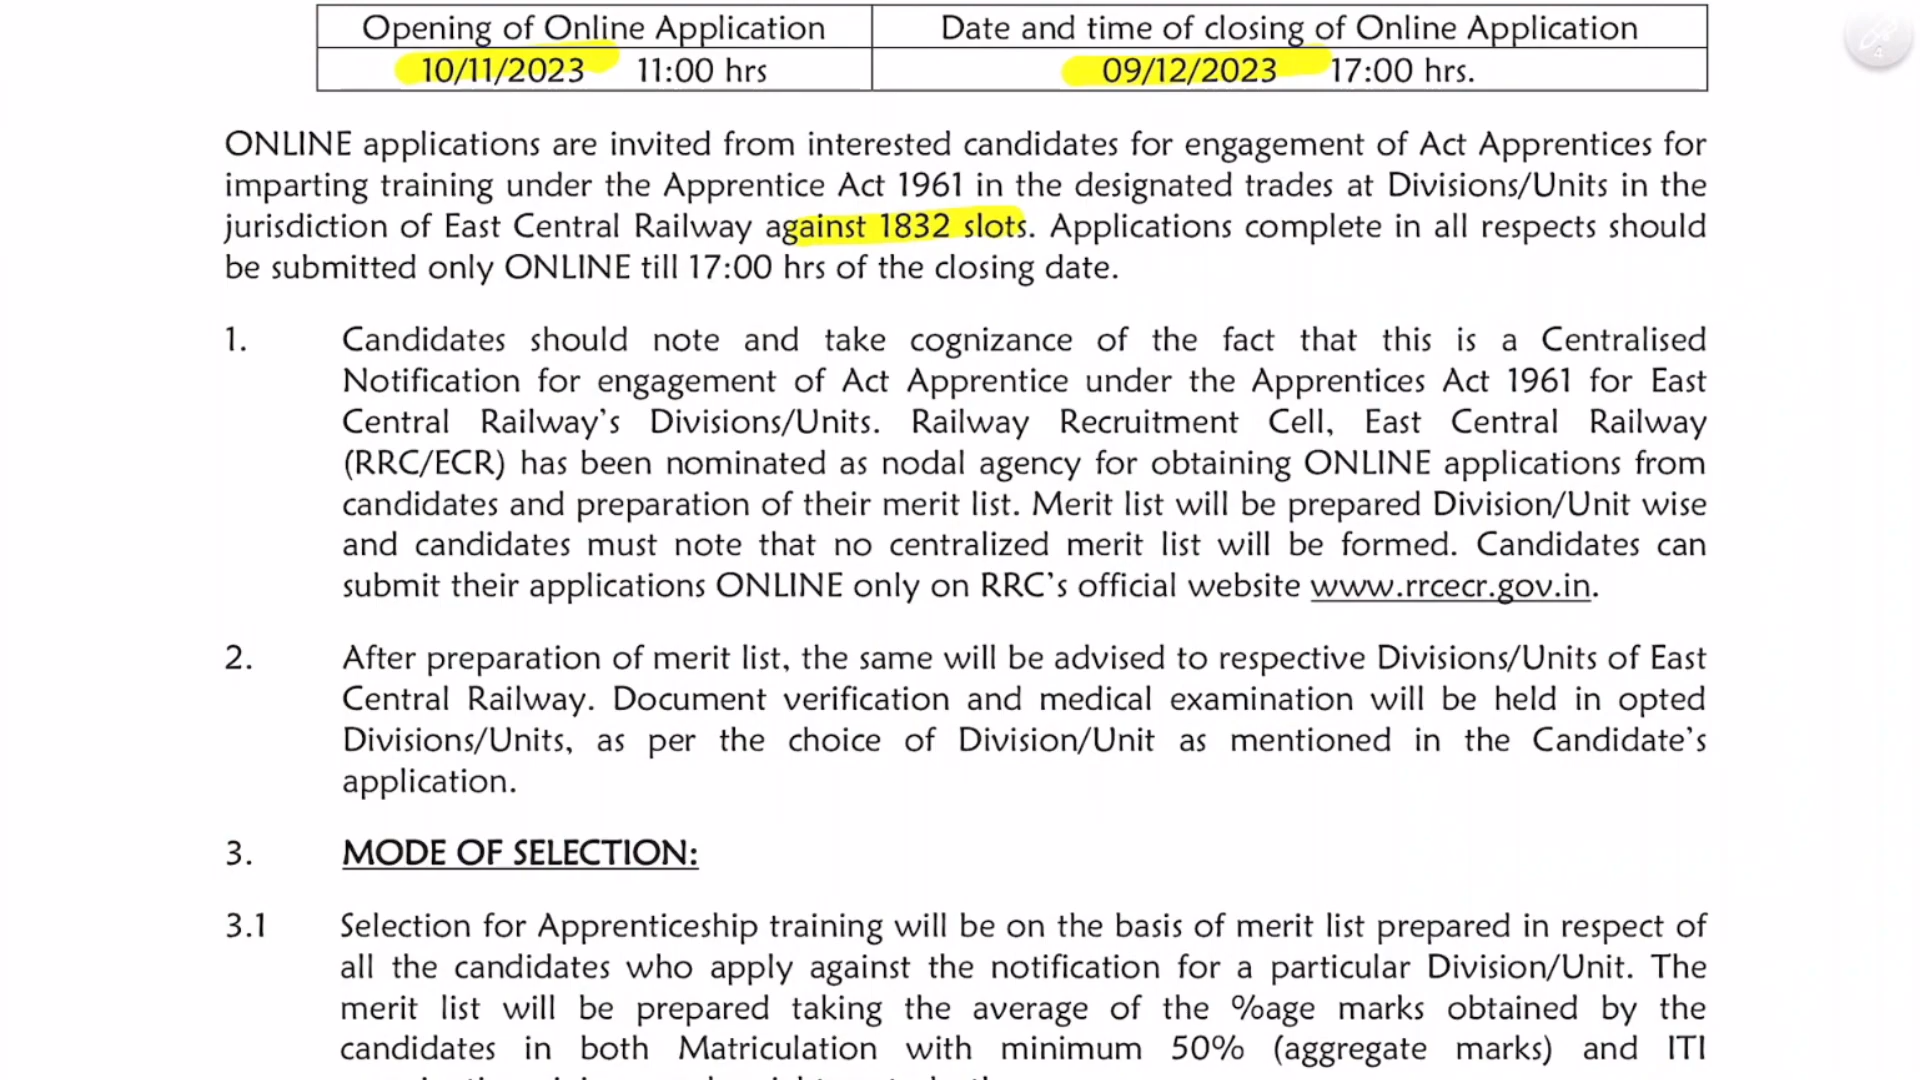 Opening of Online Application
Date and time of closing of Online Application
10/11/2023 11:00 hrs
09/12/2023 17:00 hrs.
ONLINE applications are invited from interested candidates for engagement of Act Apprentices for
imparting training under the Apprentice Act 1961 in the designated trades at Divisions/Units in the
jurisdiction of East Central Railway against 1832 slots. Applications complete in all respects should
be submitted only ONLINE till 17:00 hrs of the closing date.
1. Candidates should note and take cognizance of the fact that this is a Centralised
Notification for engagement of Act Apprentice under the Apprentices Act 1961 for East
Central Railway's Divisions/Units. Railway Recruitment Cell, East Central Railway
(RRC/ECR) has been nominated as nodal agency for obtaining ONLINE applications from
candidates and preparation of their merit list. Merit list will be prepared Division/Unit wise
and candidates must note that no centralized merit list will be formed. Candidates can
submit their applications ONLINE only on RRC's official website www.rrcecr.gov.in.
2. After preparation of merit list, the same will be advised to respective Divisions/Units of East
Central Railway. Document verification and medical examination will be held in opted
Divisions/Units, as per the choice of Division/Unit as mentioned in the Candidate's
application.
3. MODE OF SELECTION:
3.1 Selection for Apprenticeship training will be on the basis of merit list prepared in respect of
all the candidates who apply against the notification for a particular Division/Unit. The
merit list will be prepared taking the average of the %age marks obtained by the
candidates in both Matriculation with minimum 50% (aggregate marks) and ITI